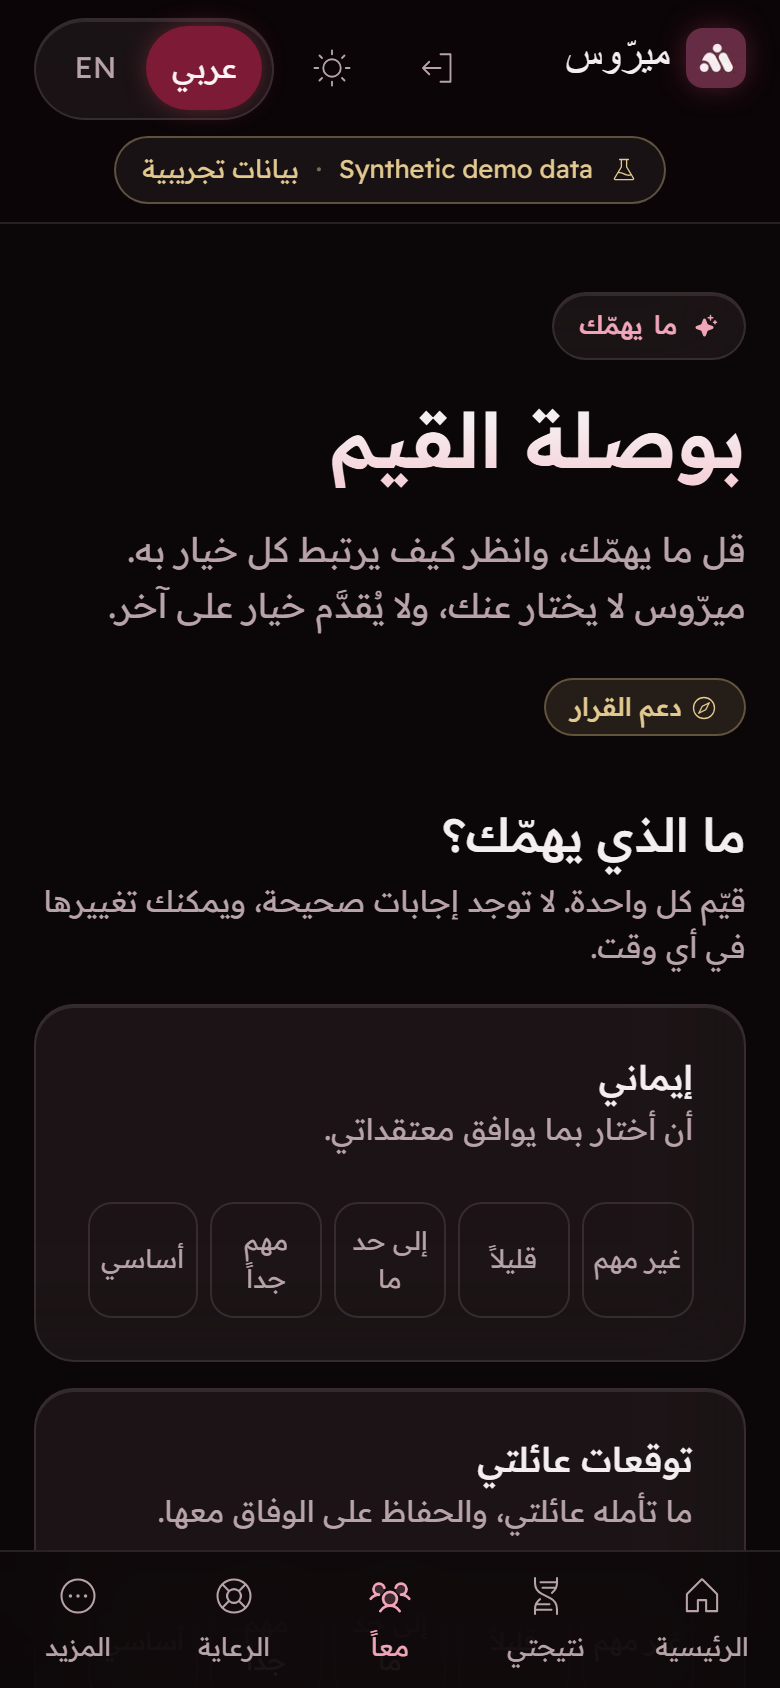 ميرّوس
عربي
EN
Synthetic demo data · بيانات تجريبية
ما يهمّك
بوصلة القيم
قل ما يهمّك، وانظر كيف يرتبط كل خيار به.
ميرّوس لا يختار عنك، ولا يُقدَّم خيار على آخر.
دعم القرار
ما الذي يهمّك؟
قيّم كل واحدة. لا توجد إجابات صحيحة، ويمكنك تغييرها
في أي وقت.
إيماني
أن أختار بما يوافق معتقداتي.
غير مهم
قليلاً
إلى حد
ما
مهم
جداً
أساسي
توقعات عائلتي
ما تأمله عائلتي، والحفاظ على الوفاق معها.
الرئيسية
نتيجتي
معاً
الرعاية
المزيد